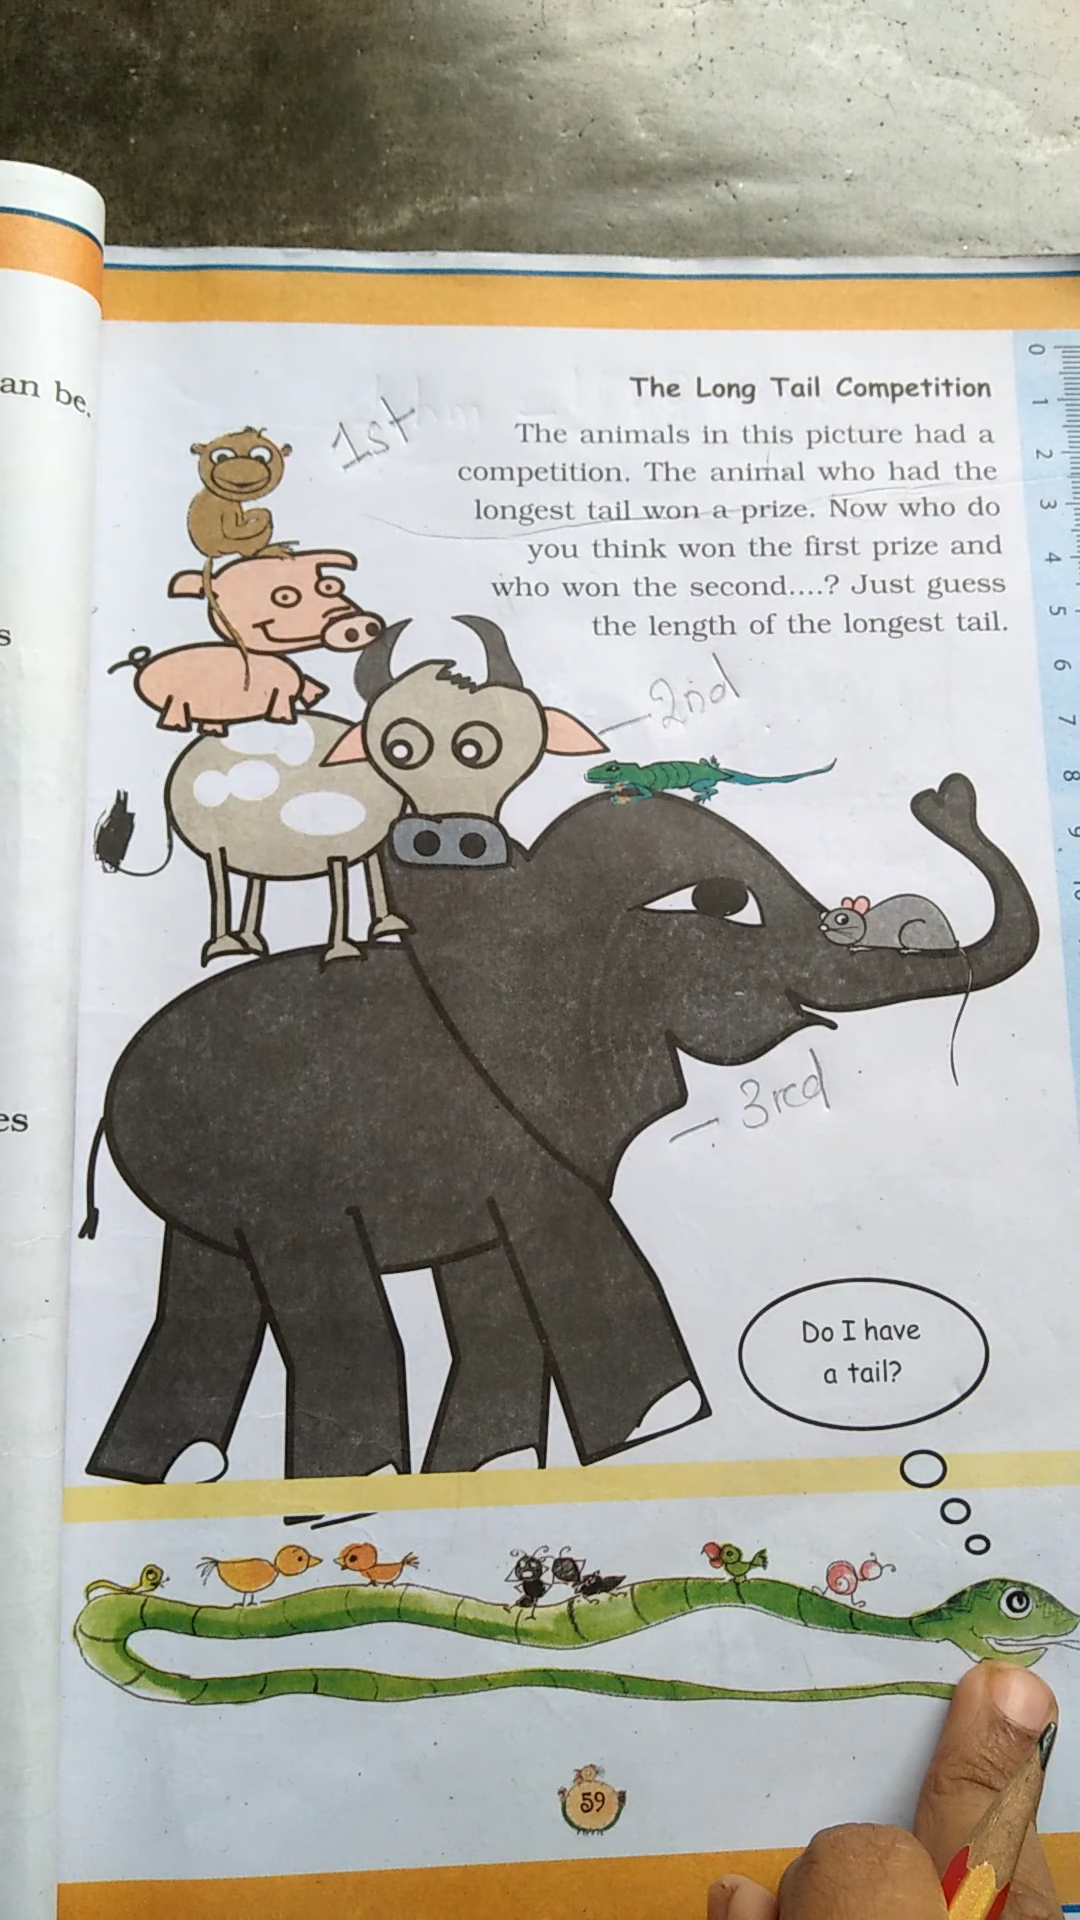 an be.
s
es
The Long Tail Competition
The animals in this picture had a
competition. The animal who had the
longest tail won a prize. Now who do
you think won the first prize and
who won the second....? Just guess
the length of the longest tail.
1st
2nd
3rd
Do I have
a tail?
59
0
1
2
3
4
5
6
7
8
9